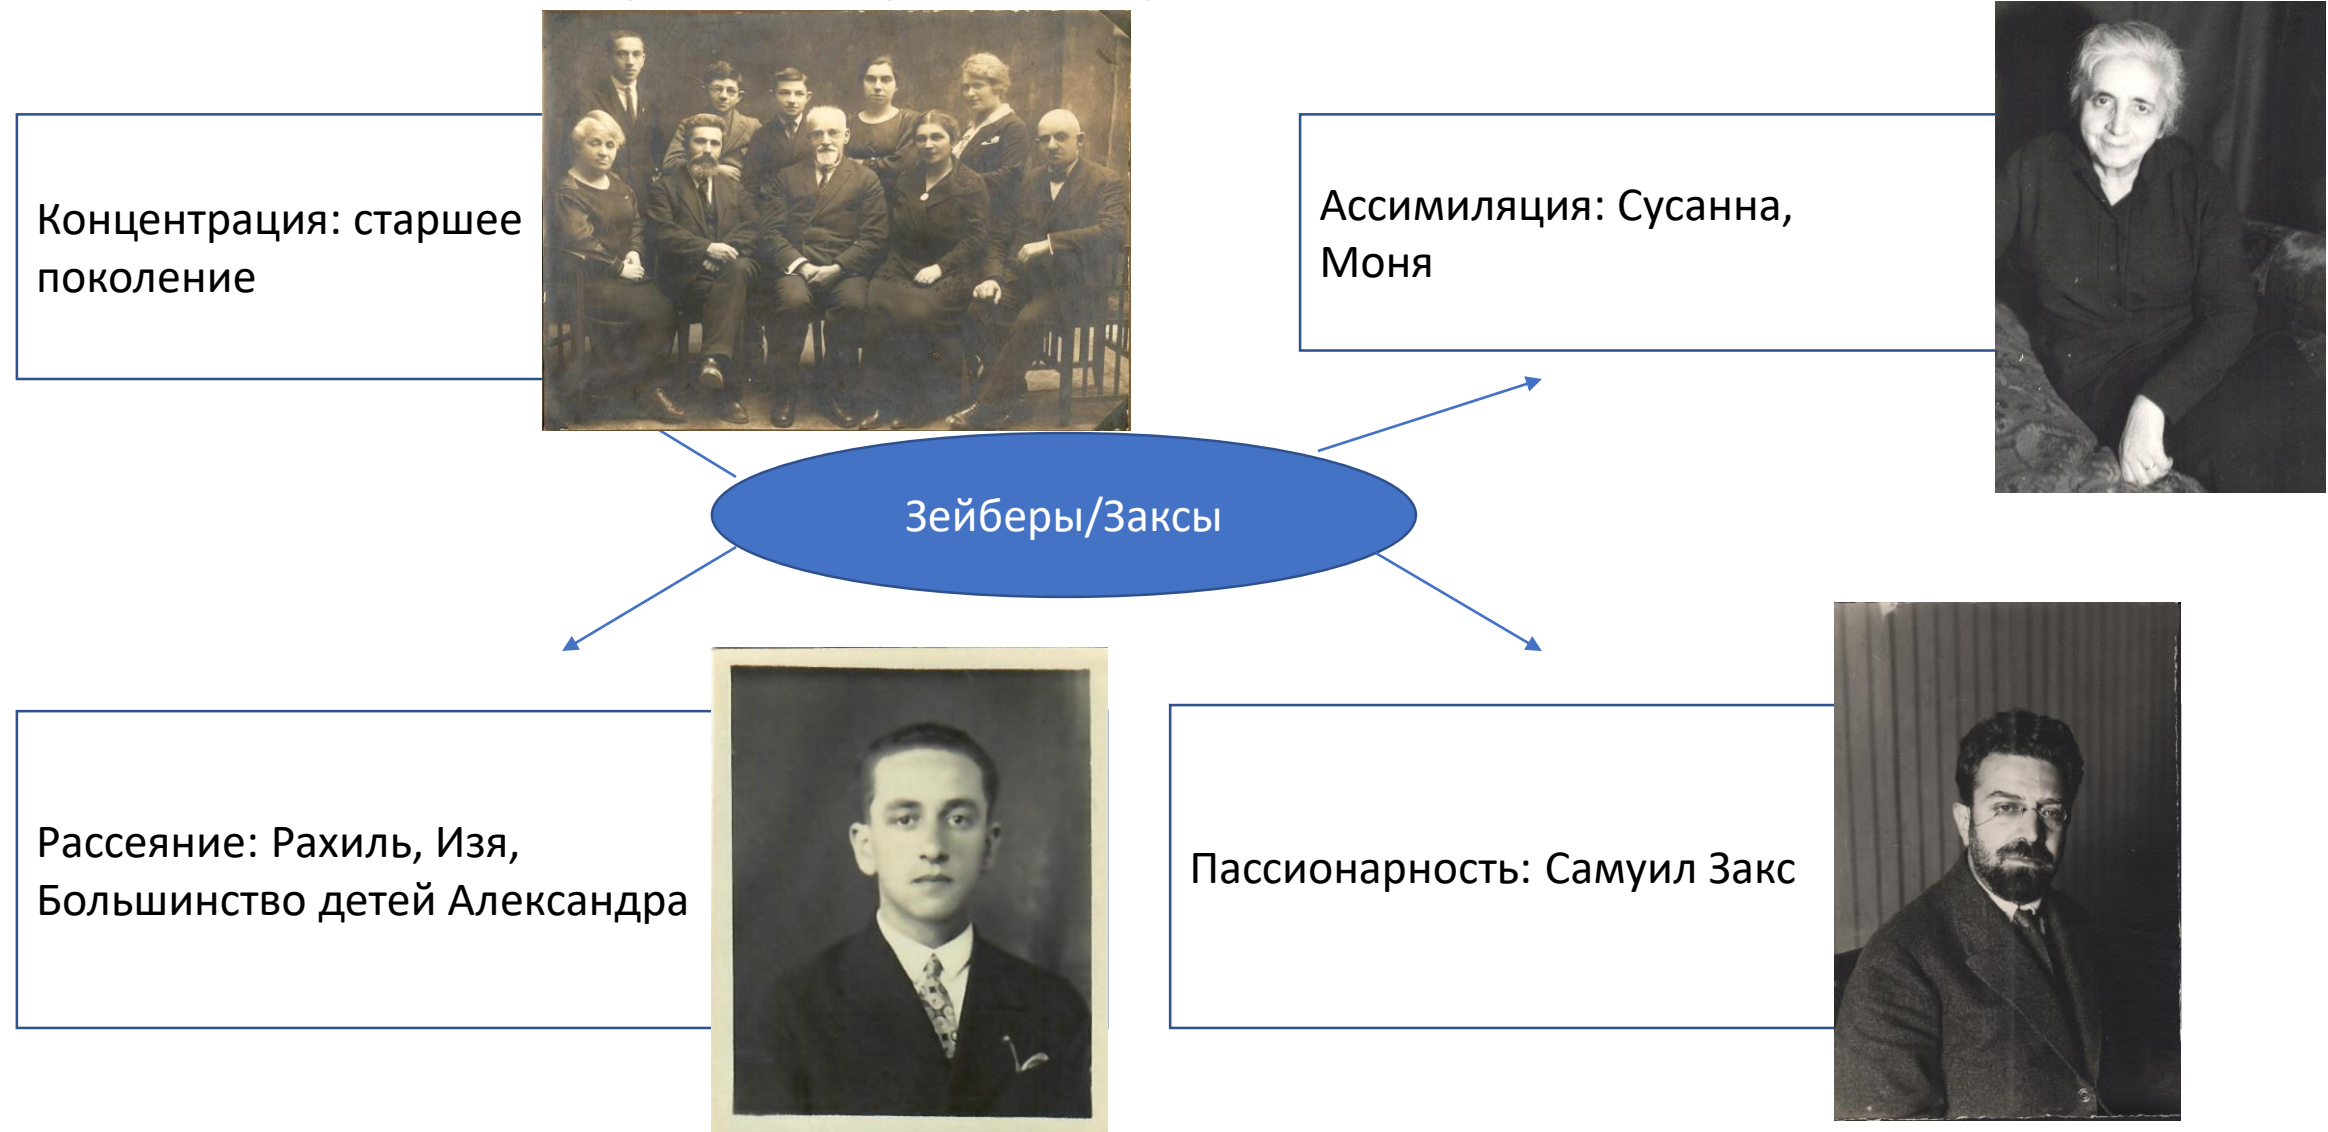 Концентрация: старшее
поколение
Ассимиляция: Сусанна,
Моня
Зейберы/Заксы
Рассеяние: Рахиль, Изя,
Большинство детей Александра
Пассионарность: Самуил Закс